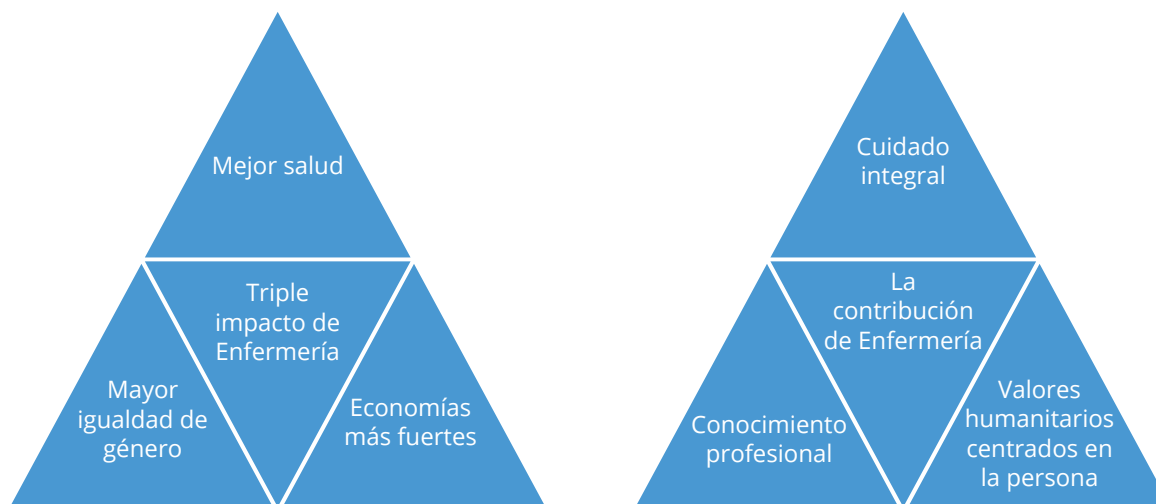 Mejor salud
Triple
impacto de
Enfermería
Mayor
igualdad de
género
Economías
más fuertes
Cuidado
integral
La
contribución
de Enfermería
Conocimiento
profesional
Valores
humanitarios
centrados en
la persona